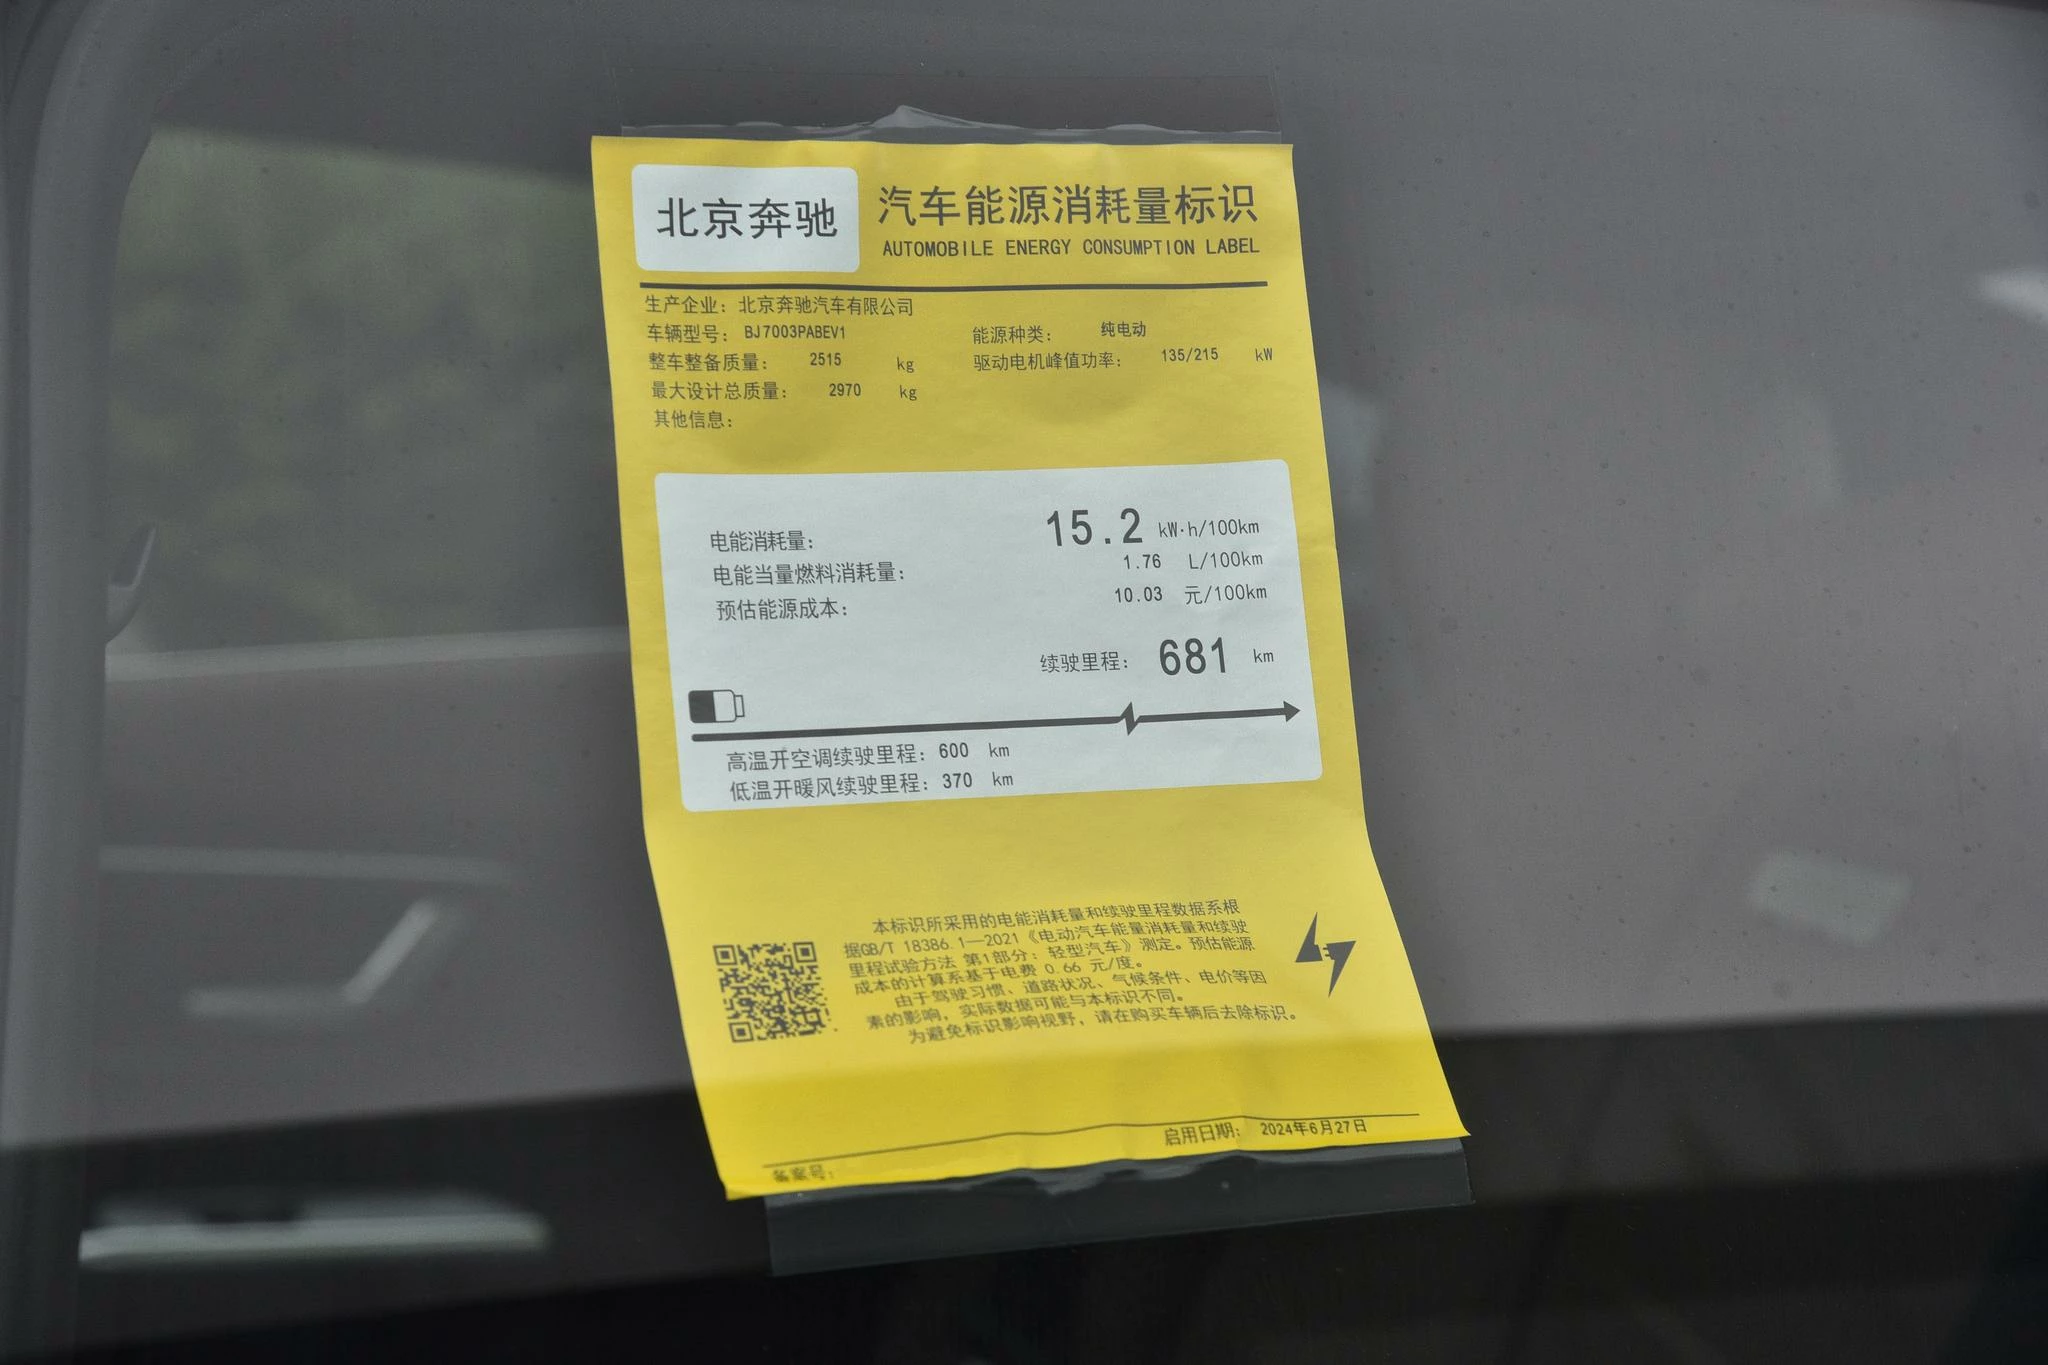 北京奔驰
汽车能源消耗量标识
AUTOMOBILE ENERGY CONSUMPTION LABEL
生产企业：北京奔驰汽车有限公司
车辆型号：BJ7003PABEV1
能源种类：纯电动
整车整备质量：2515 kg
驱动电机峰值功率：135/215 kW
最大设计总质量：2970 kg
其他信息：
电能消耗量：15.2 kW·h/100km
电能当量燃料消耗量：1.76 L/100km
预估能源成本：10.03 元/100km
续驶里程：681 km
高温开空调续驶里程：600 km
低温开暖风续驶里程：370 km
本标识所采用的电能消耗量和续驶里程数据系根
据GB/T 18386.1—2021《电动汽车能量消耗量和续驶
里程试验方法 第1部分：轻型汽车》测定。预估能源
成本的计算系基于电费 0.66 元/度。
由于驾驶习惯、道路状况、气候条件、电价等因
素的影响，实际数据可能与本标识不同。
为避免标识影响视野，请在购买车辆后去除标识。
启用日期：2024年6月27日
备案号：